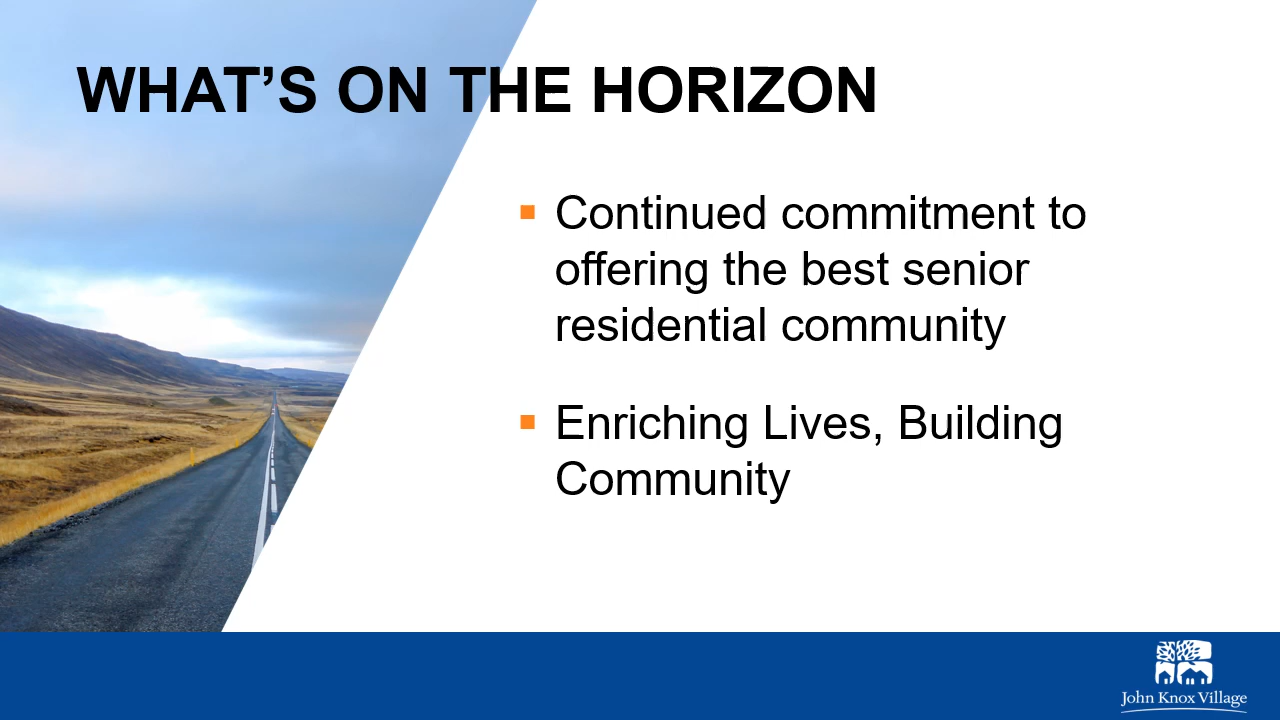 WHAT’S ON THE HORIZON
▪ Continued commitment to
offering the best senior
residential community
▪ Enriching Lives, Building
Community
John Knox Village